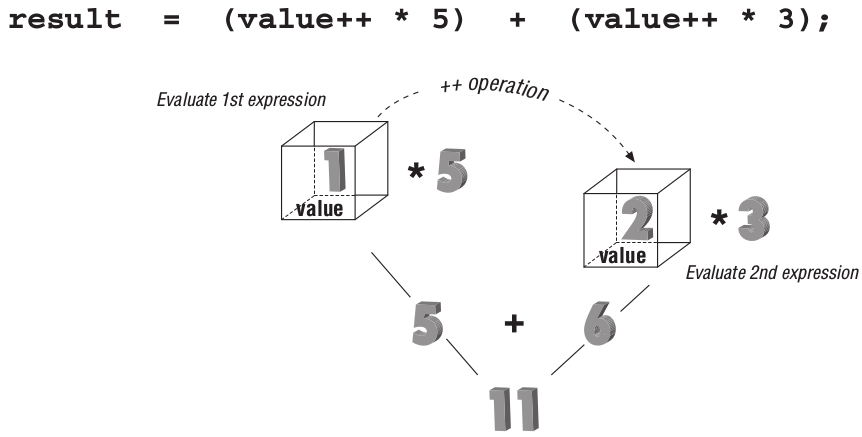 result = (value++ * 5) + (value++ * 3);
++ operation
Evaluate 1st expression
1 * 5
value
2 * 3
value
Evaluate 2nd expression
5 + 6
11